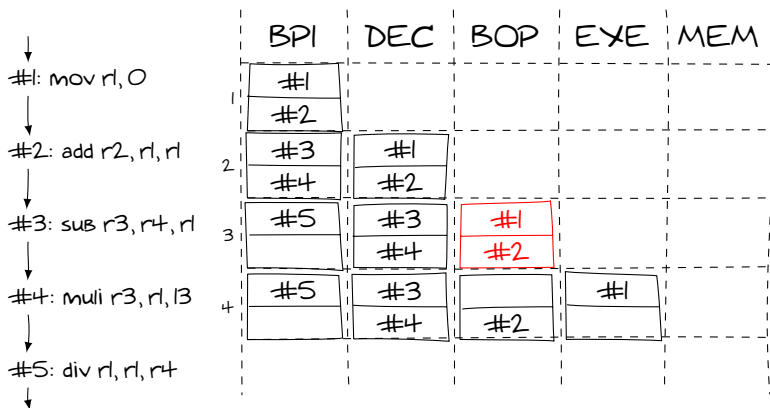 BPI DEC BOP EXE MEM
#1: mov r1, 0
#2: add r2, r1, r1
#3: sub r3, r4, r1
#4: muli r3, r1, 13
#5: div r1, r1, r4
1 #1
#2
2 #3 #1
#4 #2
3 #5 #3 #1
#4 #2
4 #5 #3 #1
#4 #2